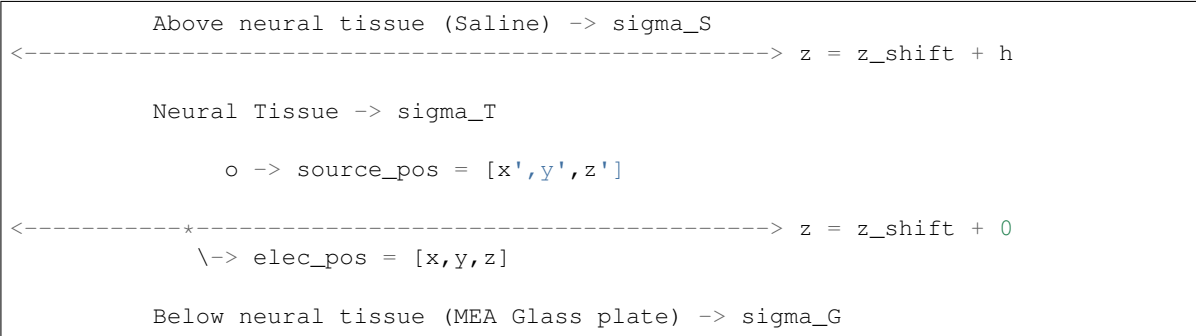 Above neural tissue (Saline) -> sigma_S
<----------------------------------------------------> z = z_shift + h
Neural Tissue -> sigma_T
o -> source_pos = [x',y',z']
<-----------*----------------------------------------> z = z_shift + 0
\-> elec_pos = [x,y,z]
Below neural tissue (MEA Glass plate) -> sigma_G